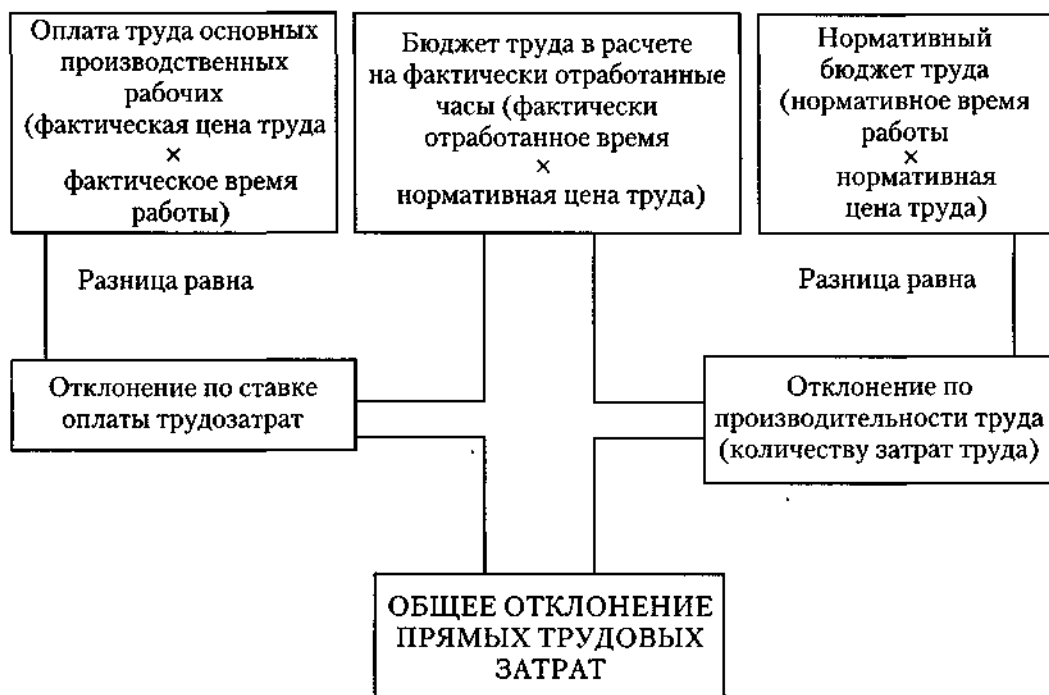 Оплата труда основных
производственных
рабочих
(фактическая цена труда
×
фактическое время
работы)
Бюджет труда в расчете
на фактически отработанные
часы (фактически
отработанное время
×
нормативная цена труда)
Нормативный
бюджет труда
(нормативное время
работы
×
нормативная
цена труда)
Разница равна
Разница равна
Отклонение по ставке
оплаты трудозатрат
Отклонение по
производительности труда
(количеству затрат труда)
ОБЩЕЕ ОТКЛОНЕНИЕ
ПРЯМЫХ ТРУДОВЫХ
ЗАТРАТ